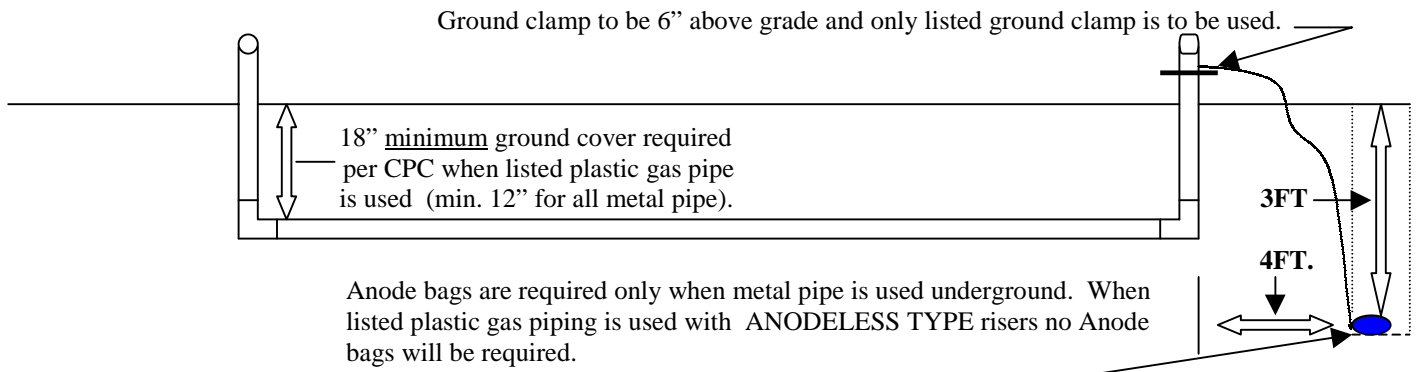 Ground clamp to be 6” above grade and only listed ground clamp is to be used.
18” minimum ground cover required
per CPC when listed plastic gas pipe
is used (min. 12” for all metal pipe).
3FT
4FT.
Anode bags are required only when metal pipe is used underground. When
listed plastic gas piping is used with ANODELESS TYPE risers no Anode
bags will be required.